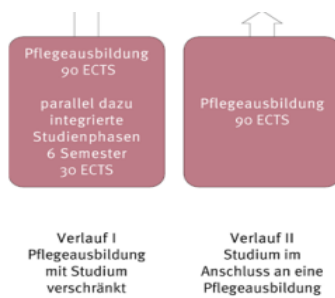 Pflegeausbildung
90 ECTS
parallel dazu
integrierte
Studienphasen
6 Semester
30 ECTS
Pflegeausbildung
90 ECTS
Verlauf I
Pflegeausbildung
mit Studium
verschränkt
Verlauf II
Studium im
Anschluss an eine
Pflegeausbildung